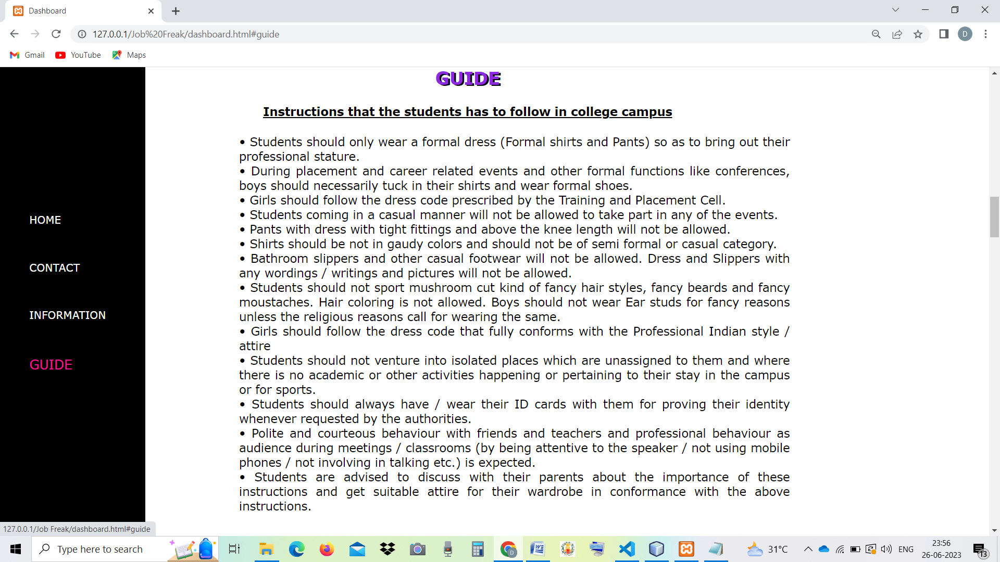 Dashboard
127.0.0.1/Job%20Freak/dashboard.html#guide
D
Gmail
YouTube
Maps
GUIDE
Instructions that the students has to follow in college campus
• Students should only wear a formal dress (Formal shirts and Pants) so as to bring out their
professional stature.
• During placement and career related events and other formal functions like conferences,
boys should necessarily tuck in their shirts and wear formal shoes.
• Girls should follow the dress code prescribed by the Training and Placement Cell.
• Students coming in a casual manner will not be allowed to take part in any of the events.
• Pants with dress with tight fittings and above the knee length will not be allowed.
• Shirts should be not in gaudy colors and should not be of semi formal or casual category.
• Bathroom slippers and other casual footwear will not be allowed. Dress and Slippers with
any wordings / writings and pictures will not be allowed.
• Students should not sport mushroom cut kind of fancy hair styles, fancy beards and fancy
moustaches. Hair coloring is not allowed. Boys should not wear Ear studs for fancy reasons
unless the religious reasons call for wearing the same.
• Girls should follow the dress code that fully conforms with the Professional Indian style /
attire
• Students should not venture into isolated places which are unassigned to them and where
there is no academic or other activities happening or pertaining to their stay in the campus
or for sports.
• Students should always have / wear their ID cards with them for proving their identity
whenever requested by the authorities.
• Polite and courteous behaviour with friends and teachers and professional behaviour as
audience during meetings / classrooms (by being attentive to the speaker / not using mobile
phones / not involving in talking etc.) is expected.
• Students are advised to discuss with their parents about the importance of these
instructions and get suitable attire for their wardrobe in conformance with the above
instructions.
HOME
CONTACT
INFORMATION
GUIDE
127.0.0.1/Job Freak/dashboard.html#guide
Type here to search
31°C
ENG
23:56
26-06-2023
13